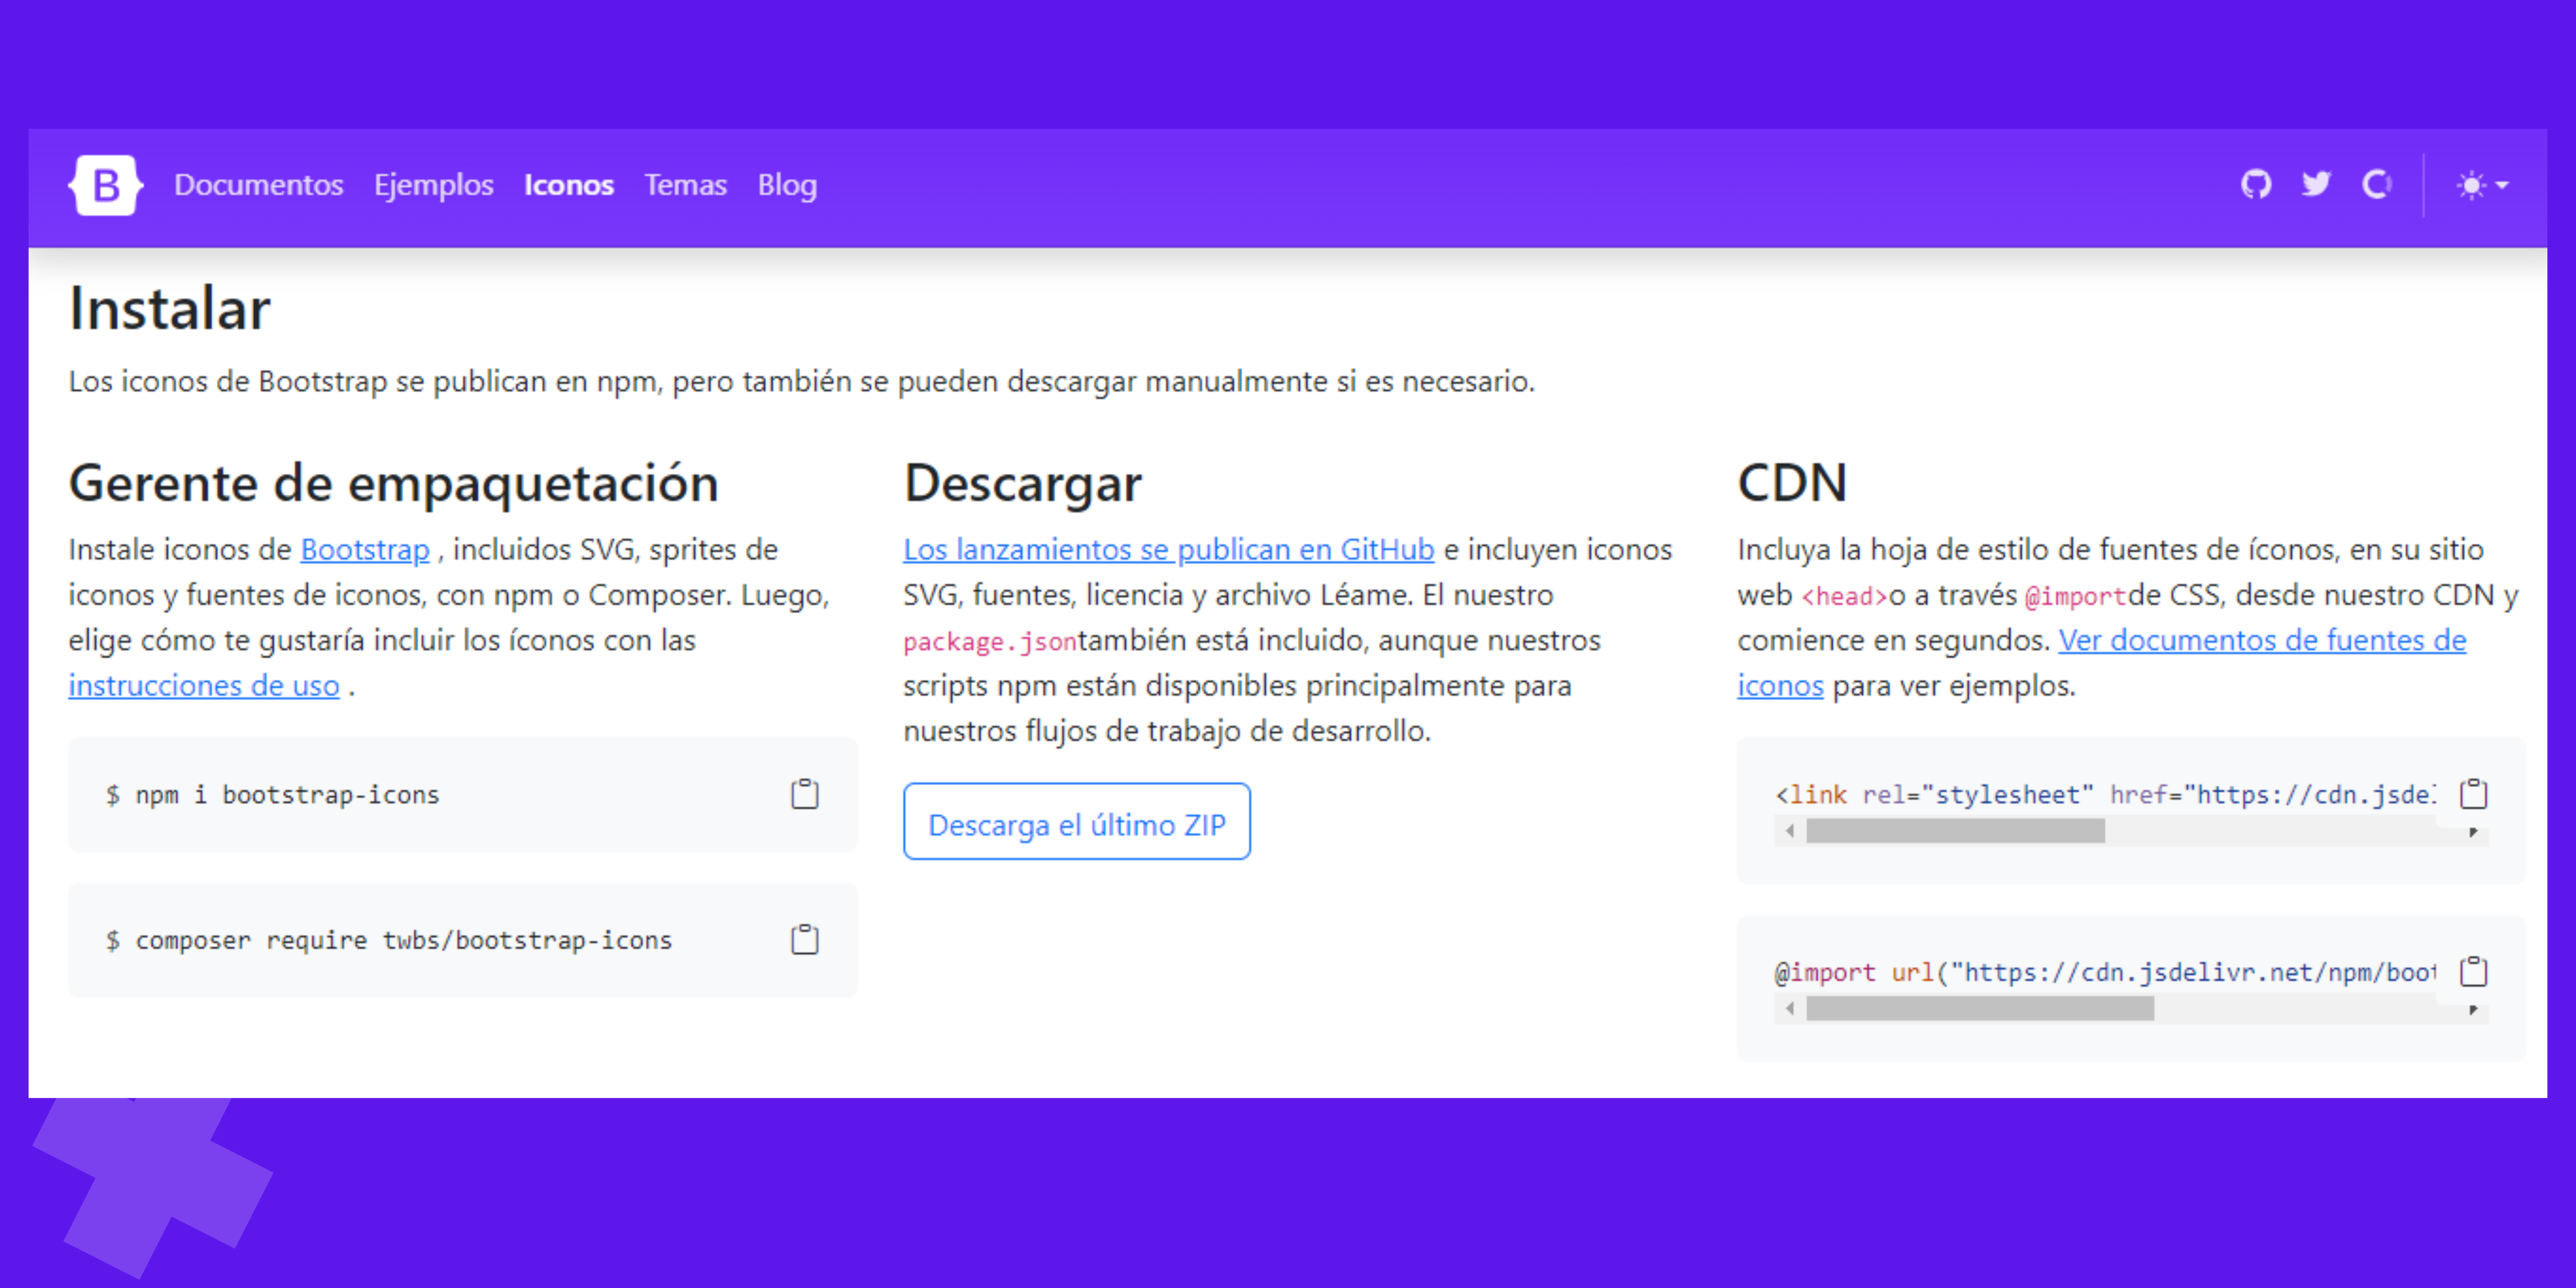 B Documentos Ejemplos Iconos Temas Blog
Instalar
Los iconos de Bootstrap se publican en npm, pero también se pueden descargar manualmente si es necesario.
Gerente de empaquetación
Instale iconos de Bootstrap , incluidos SVG, sprites de
iconos y fuentes de iconos, con npm o Composer. Luego,
elige cómo te gustaría incluir los íconos con las
instrucciones de uso .
$ npm i bootstrap-icons
$ composer require twbs/bootstrap-icons
Descargar
Los lanzamientos se publican en GitHub e incluyen iconos
SVG, fuentes, licencia y archivo Léame. El nuestro
package.jsontambién está incluido, aunque nuestros
scripts npm están disponibles principalmente para
nuestros flujos de trabajo de desarrollo.
Descarga el último ZIP
CDN
Incluya la hoja de estilo de fuentes de íconos, en su sitio
web <head>o a través @importde CSS, desde nuestro CDN y
comience en segundos. Ver documentos de fuentes de
iconos para ver ejemplos.
<link rel="stylesheet" href="https://cdn.jsde
@import url("https://cdn.jsdelivr.net/npm/boot